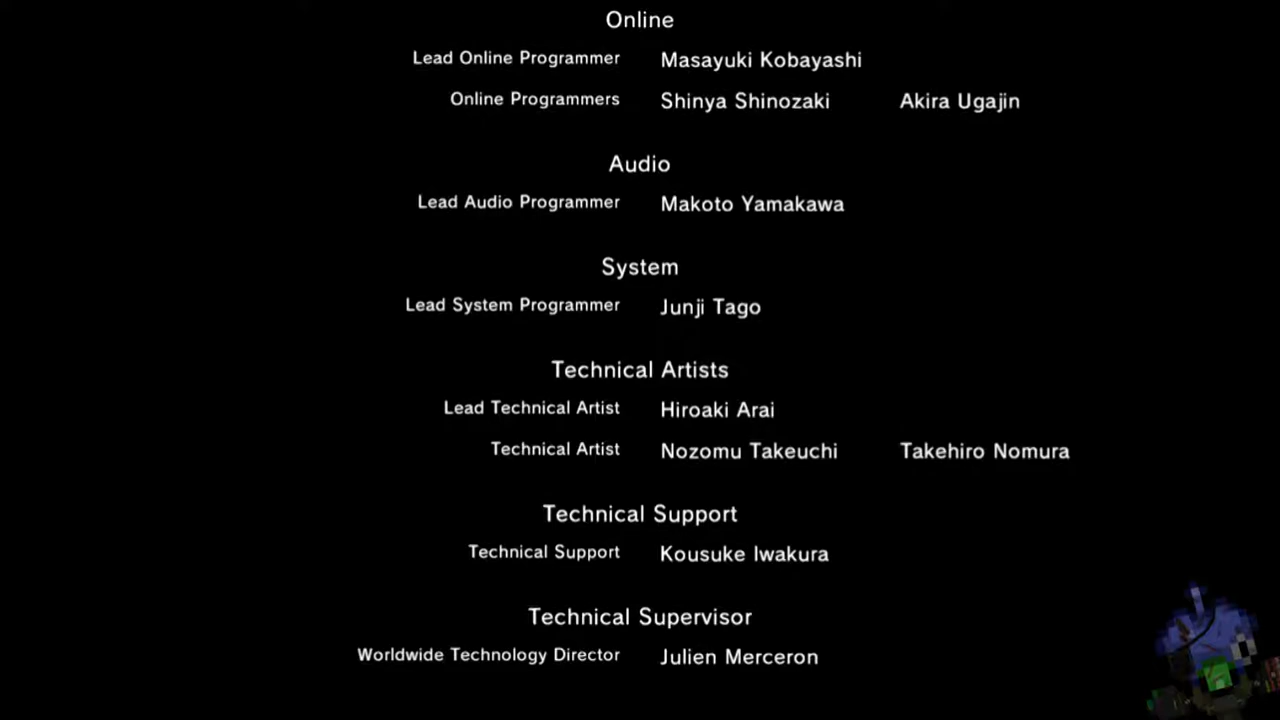 Online
Lead Online Programmer Masayuki Kobayashi
Online Programmers Shinya Shinozaki Akira Ugajin
Audio
Lead Audio Programmer Makoto Yamakawa
System
Lead System Programmer Junji Tago
Technical Artists
Lead Technical Artist Hiroaki Arai
Technical Artist Nozomu Takeuchi Takehiro Nomura
Technical Support
Technical Support Kousuke Iwakura
Technical Supervisor
Worldwide Technology Director Julien Merceron